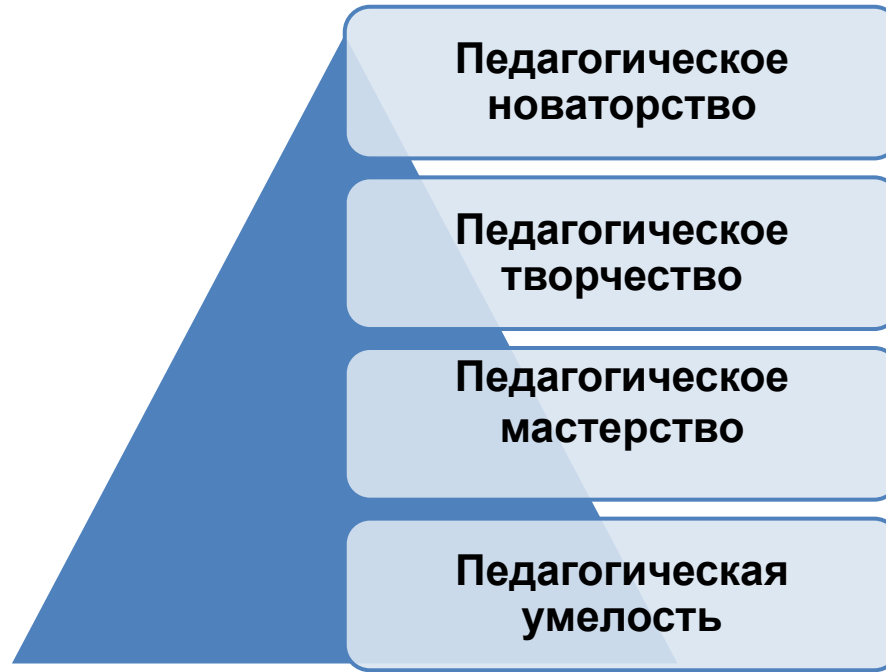 Педагогическое
новаторство
Педагогическое
творчество
Педагогическое
мастерство
Педагогическая
умелость